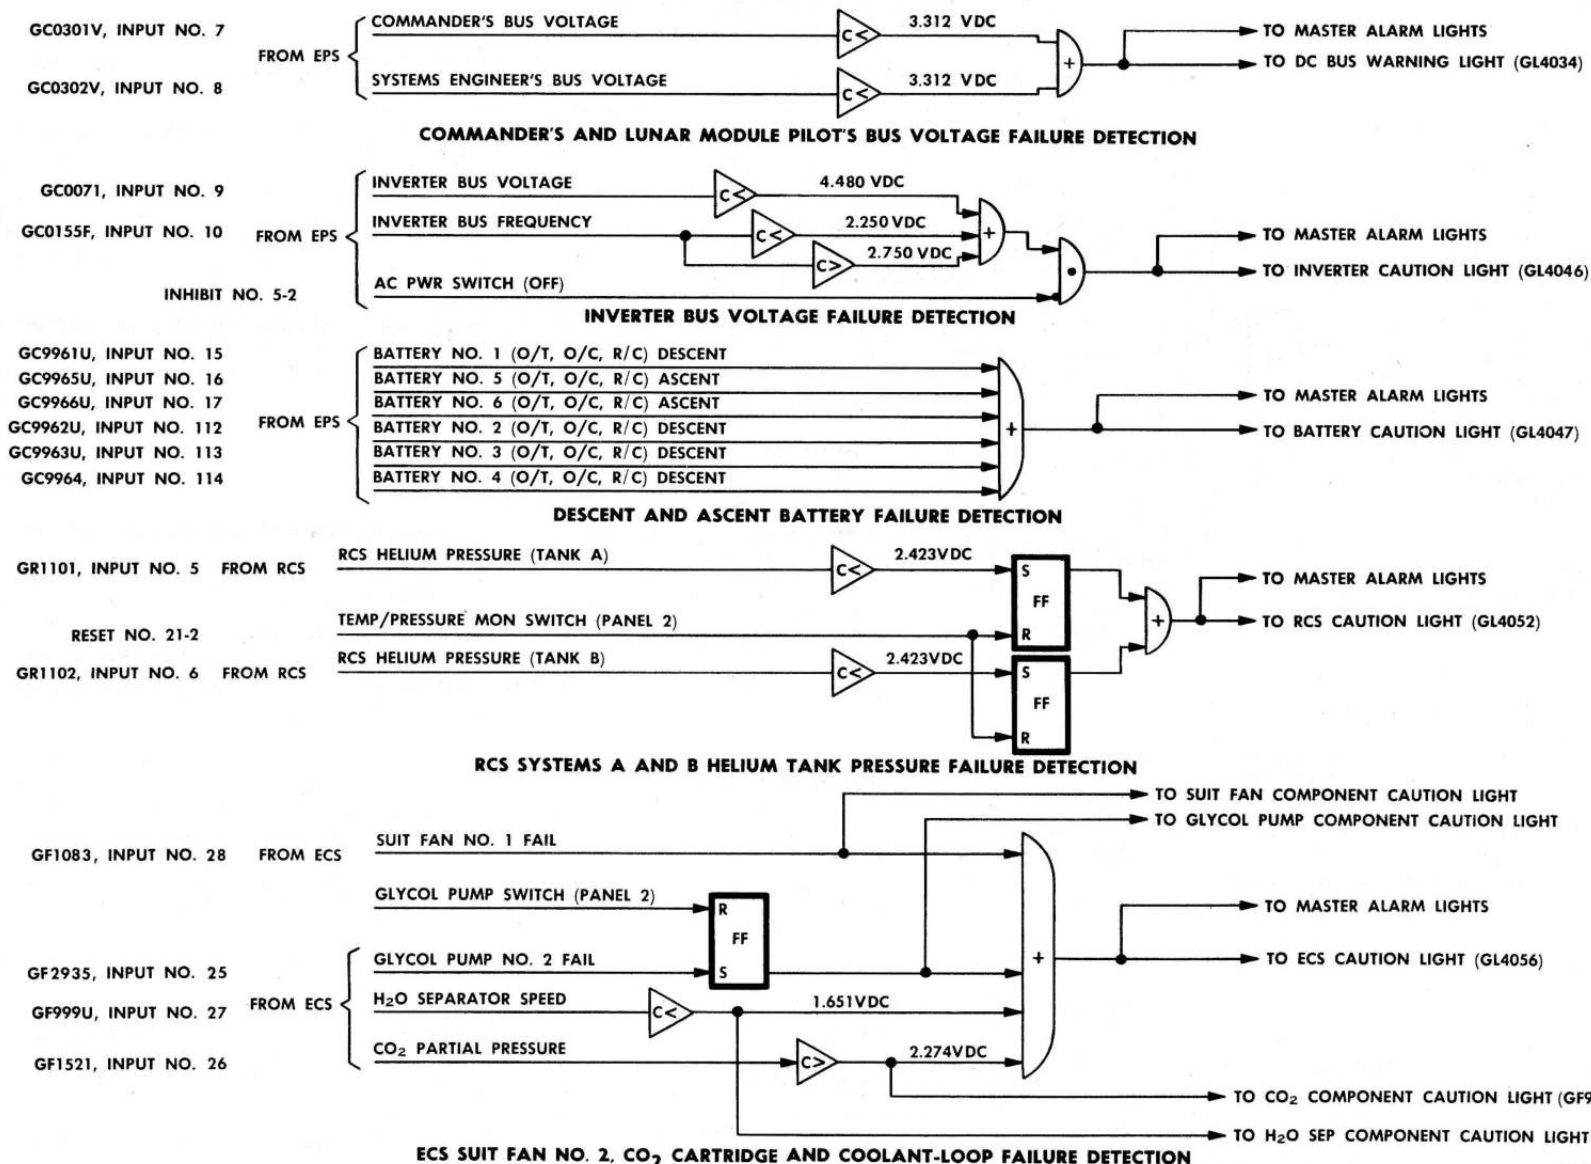 GC0301V, INPUT NO. 7
GC0302V, INPUT NO. 8
FROM EPS
COMMANDER'S BUS VOLTAGE
SYSTEMS ENGINEER'S BUS VOLTAGE
C<
3.312 VDC
C<
3.312 VDC
+
TO MASTER ALARM LIGHTS
TO DC BUS WARNING LIGHT (GL4034)
COMMANDER'S AND LUNAR MODULE PILOT'S BUS VOLTAGE FAILURE DETECTION
GC0071, INPUT NO. 9
GC0155F, INPUT NO. 10
INHIBIT NO. 5-2
FROM EPS
INVERTER BUS VOLTAGE
INVERTER BUS FREQUENCY
AC PWR SWITCH (OFF)
C<
4.480 VDC
C<
2.250 VDC
C>
2.750 VDC
+
•
TO MASTER ALARM LIGHTS
TO INVERTER CAUTION LIGHT (GL4046)
INVERTER BUS VOLTAGE FAILURE DETECTION
GC9961U, INPUT NO. 15
GC9965U, INPUT NO. 16
GC9966U, INPUT NO. 17
GC9962U, INPUT NO. 112
GC9963U, INPUT NO. 113
GC9964, INPUT NO. 114
FROM EPS
BATTERY NO. 1 (O/T, O/C, R/C) DESCENT
BATTERY NO. 5 (O/T, O/C, R/C) ASCENT
BATTERY NO. 6 (O/T, O/C, R/C) ASCENT
BATTERY NO. 2 (O/T, O/C, R/C) DESCENT
BATTERY NO. 3 (O/T, O/C, R/C) DESCENT
BATTERY NO. 4 (O/T, O/C, R/C) DESCENT
+
TO MASTER ALARM LIGHTS
TO BATTERY CAUTION LIGHT (GL4047)
DESCENT AND ASCENT BATTERY FAILURE DETECTION
GR1101, INPUT NO. 5 FROM RCS
RESET NO. 21-2
GR1102, INPUT NO. 6 FROM RCS
RCS HELIUM PRESSURE (TANK A)
TEMP/PRESSURE MON SWITCH (PANEL 2)
RCS HELIUM PRESSURE (TANK B)
C<
2.423VDC
C<
2.423VDC
S
FF
R
S
FF
R
+
TO MASTER ALARM LIGHTS
TO RCS CAUTION LIGHT (GL4052)
RCS SYSTEMS A AND B HELIUM TANK PRESSURE FAILURE DETECTION
TO SUIT FAN COMPONENT CAUTION LIGHT
TO GLYCOL PUMP COMPONENT CAUTION LIGHT
GF1083, INPUT NO. 28 FROM ECS
SUIT FAN NO. 1 FAIL
GLYCOL PUMP SWITCH (PANEL 2)
R
FF
S
GF2935, INPUT NO. 25
GF999U, INPUT NO. 27
GF1521, INPUT NO. 26
FROM ECS
GLYCOL PUMP NO. 2 FAIL
H₂O SEPARATOR SPEED
CO₂ PARTIAL PRESSURE
C<
1.651VDC
C>
2.274VDC
+
TO MASTER ALARM LIGHTS
TO ECS CAUTION LIGHT (GL4056)
TO CO₂ COMPONENT CAUTION LIGHT (GF9
TO H₂O SEP COMPONENT CAUTION LIGHT
ECS SUIT FAN NO. 2, CO₂ CARTRIDGE AND COOLANT-LOOP FAILURE DETECTION